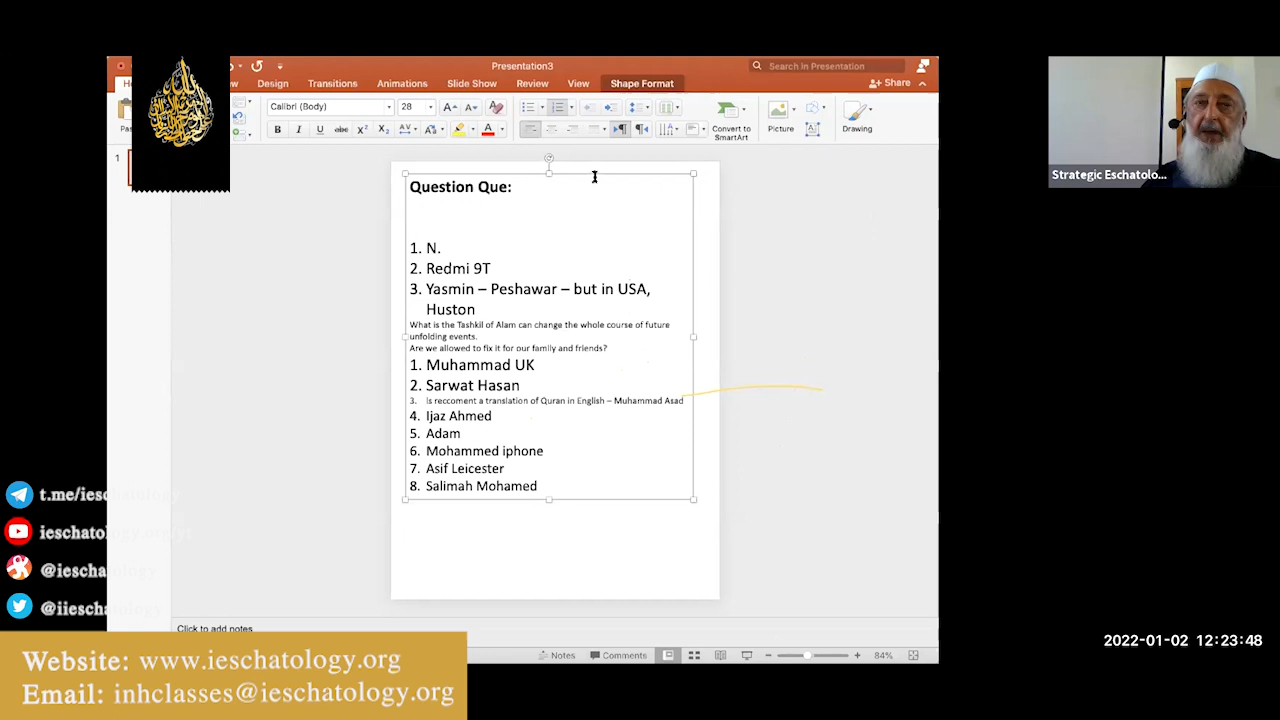 Presentation3
Search in Presentation
Design Transitions Animations Slide Show Review View Shape Format Share
Calibri (Body) 28
Convert to SmartArt
Picture
Drawing
1
Question Que:
1. N.
2. Redmi 9T
3. Yasmin – Peshawar – but in USA,
Huston
What is the Tashkil of Alam can change the whole course of future
unfolding events.
Are we allowed to fix it for our family and friends?
1. Muhammad UK
2. Sarwat Hasan
3. Is reccoment a translation of Quran in English – Muhammad Asad
4. Ijaz Ahmed
5. Adam
6. Mohammed iphone
7. Asif Leicester
8. Salimah Mohamed
Strategic Eschatolo...
t.me/ieschatology
ieschatology.org/yt
@ieschatology
@iieschatology
Click to add notes
Notes Comments 84%
2022-01-02 12:23:48
Website: www.ieschatology.org
Email: inhclasses@ieschatology.org